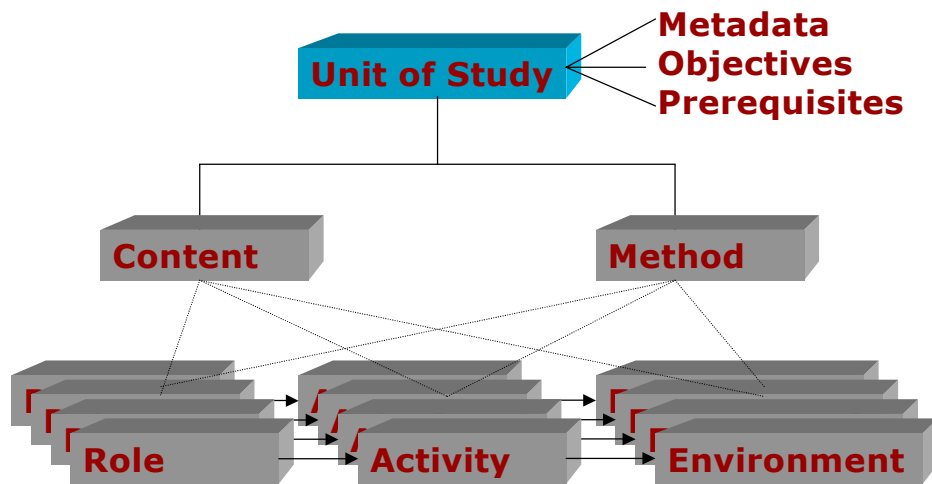 Metadata
Unit of Study
Objectives
Prerequisites
Content
Method
Role
Activity
Environment